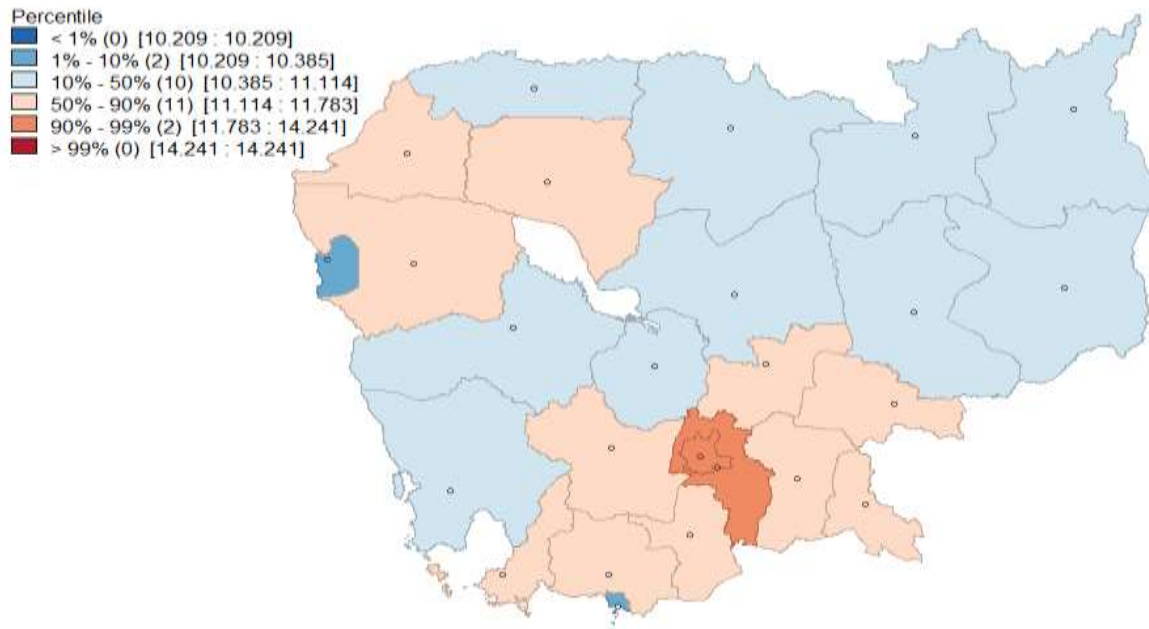 Percentile
< 1% (0) [10.209 : 10.209]
1% - 10% (2) [10.209 : 10.385]
10% - 50% (10) [10.385 : 11.114]
50% - 90% (11) [11.114 : 11.783]
90% - 99% (2) [11.783 : 14.241]
> 99% (0) [14.241 : 14.241]